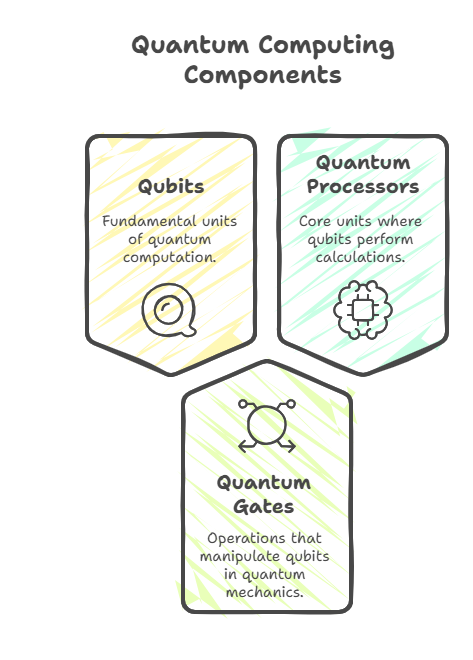 Quantum Computing
Components
Qubits
Fundamental units
of quantum
computation.
Quantum
Processors
Core units where
qubits perform
calculations.
Quantum
Gates
Operations that
manipulate qubits
in quantum
mechanics.